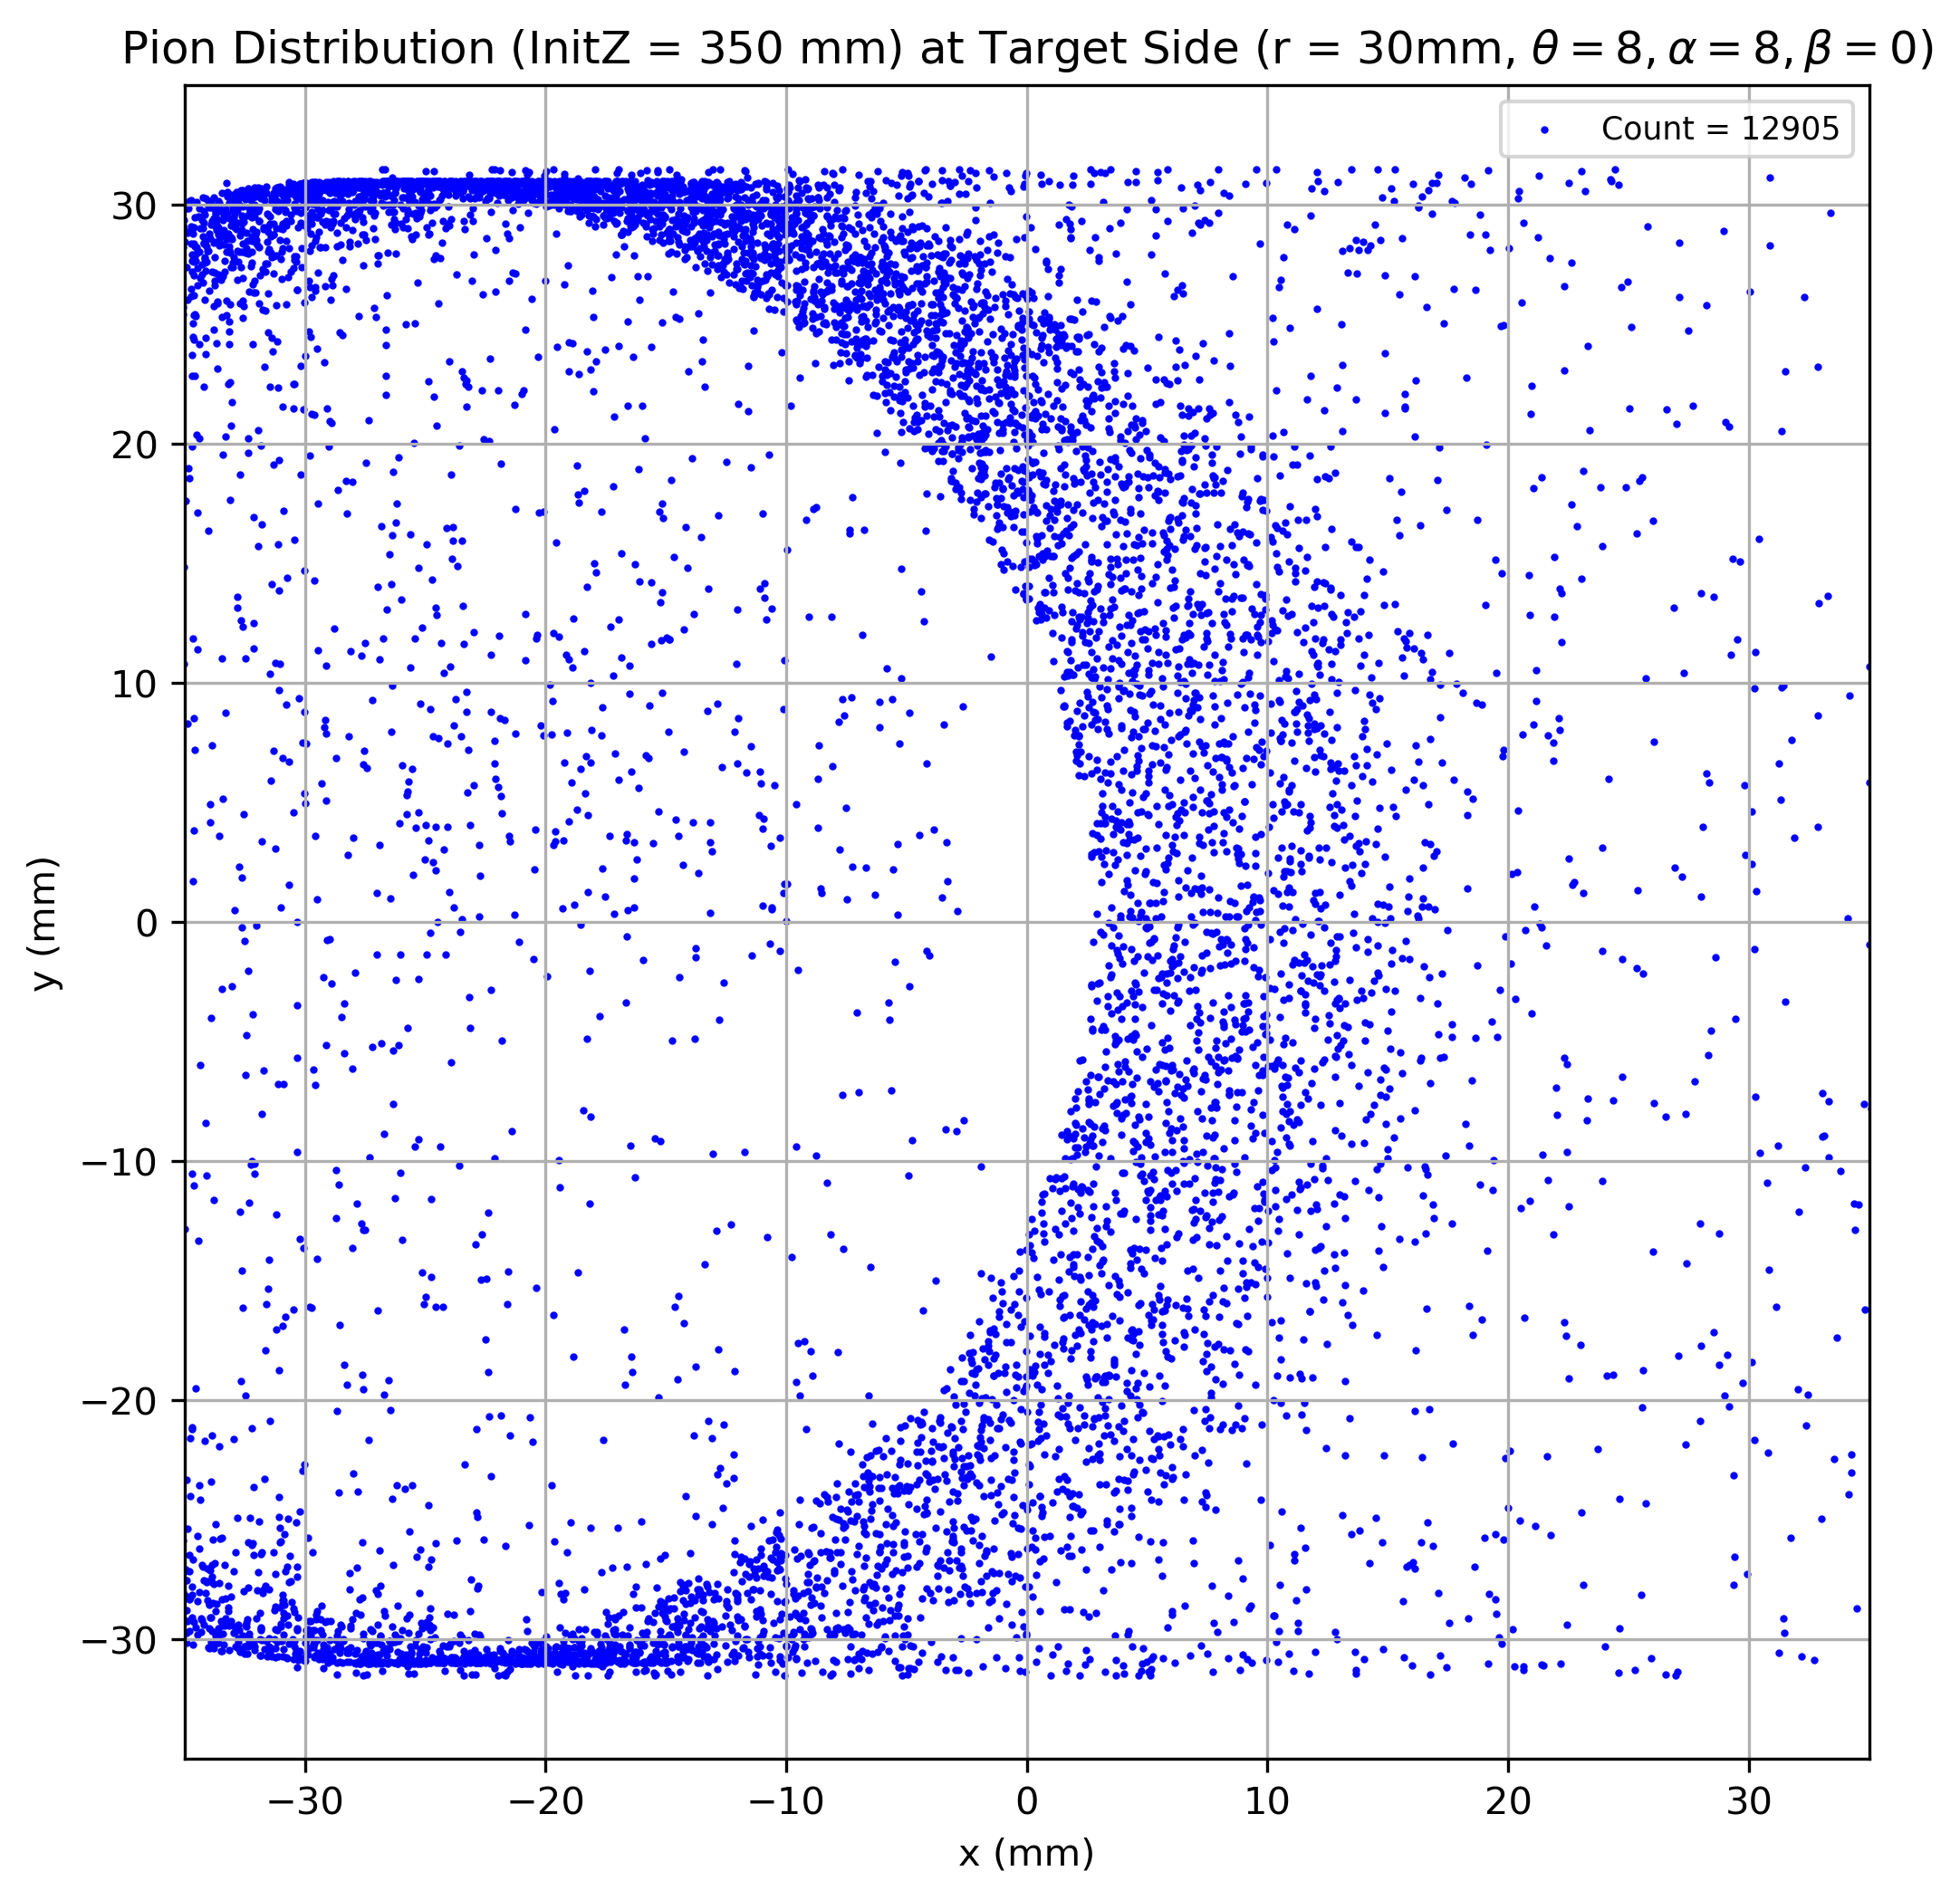 Pion Distribution (InitZ = 350 mm) at Target Side (r = 30mm, θ = 8, α = 8, β = 0)
Count = 12905
30
20
10
0
−10
−20
−30
y (mm)
−30 −20 −10 0 10 20 30
x (mm)